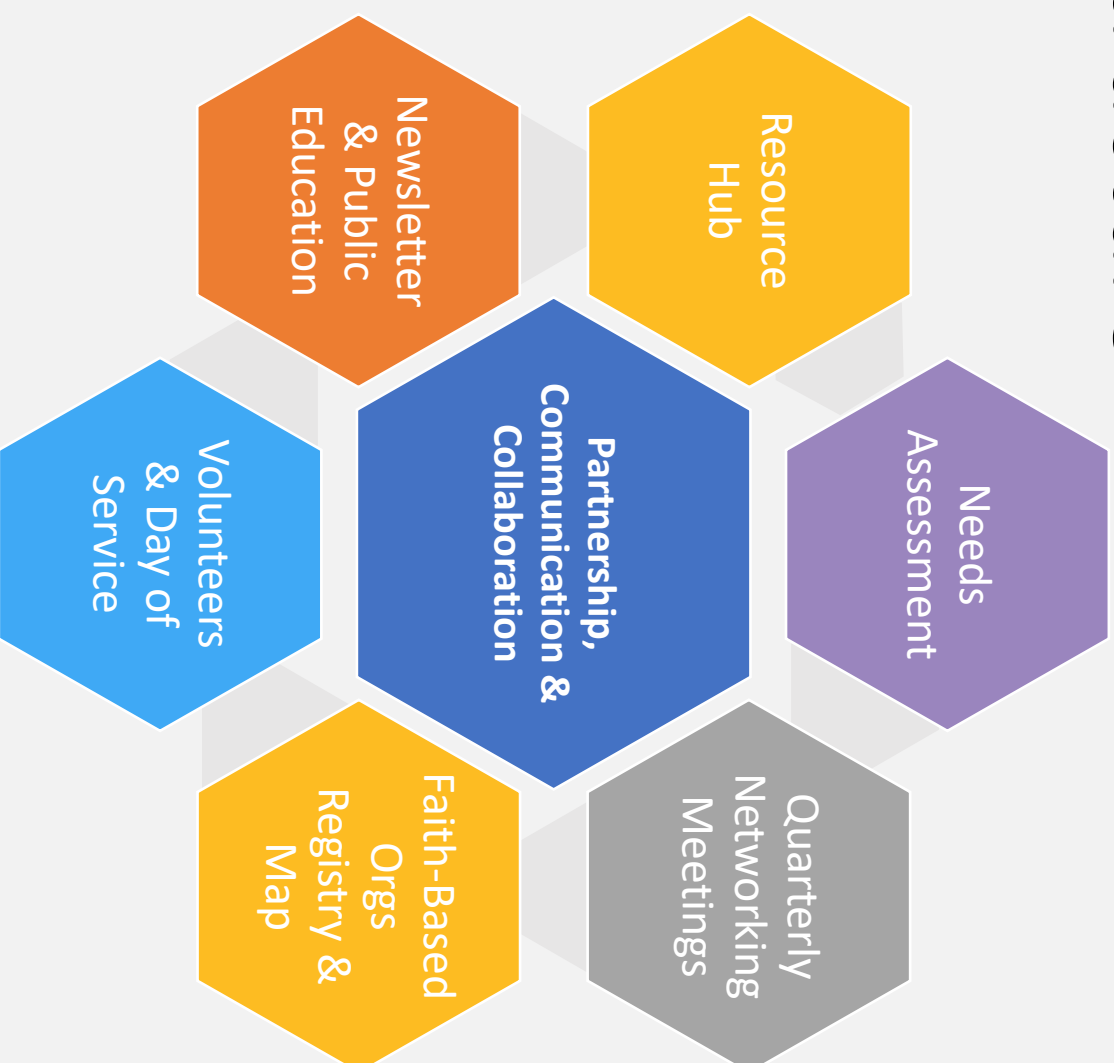 Needs
Assessment
Resource
Hub
Quarterly
Networking
Meetings
Partnership,
Communication &
Collaboration
Newsletter
& Public
Education
Faith-Based
Orgs
Registry &
Map
Volunteers
& Day of
Service